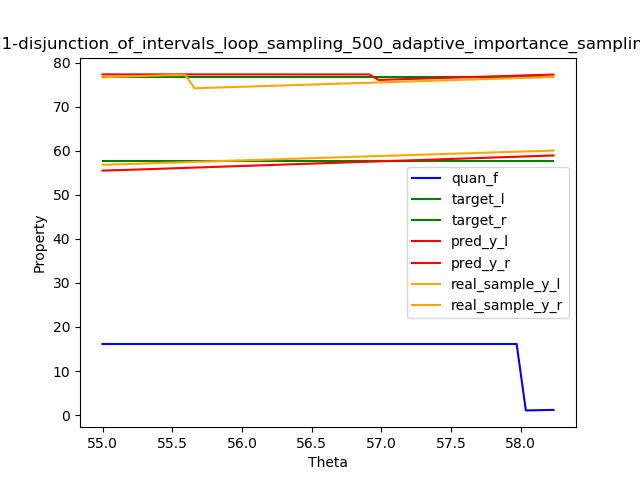 1-disjunction_of_intervals_loop_sampling_500_adaptive_importance_samplin
80
70
60
50
40
30
20
10
0
Property
quan_f
target_l
target_r
pred_y_l
pred_y_r
real_sample_y_l
real_sample_y_r
55.0 55.5 56.0 56.5 57.0 57.5 58.0
Theta